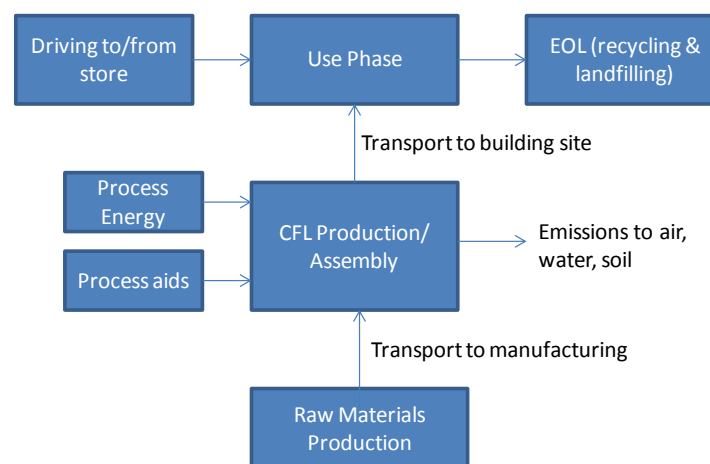 Driving to/from
store
Use Phase
EOL (recycling &
landfilling)
Transport to building site
Process
Energy
CFL Production/
Assembly
Emissions to air,
water, soil
Process aids
Transport to manufacturing
Raw Materials
Production